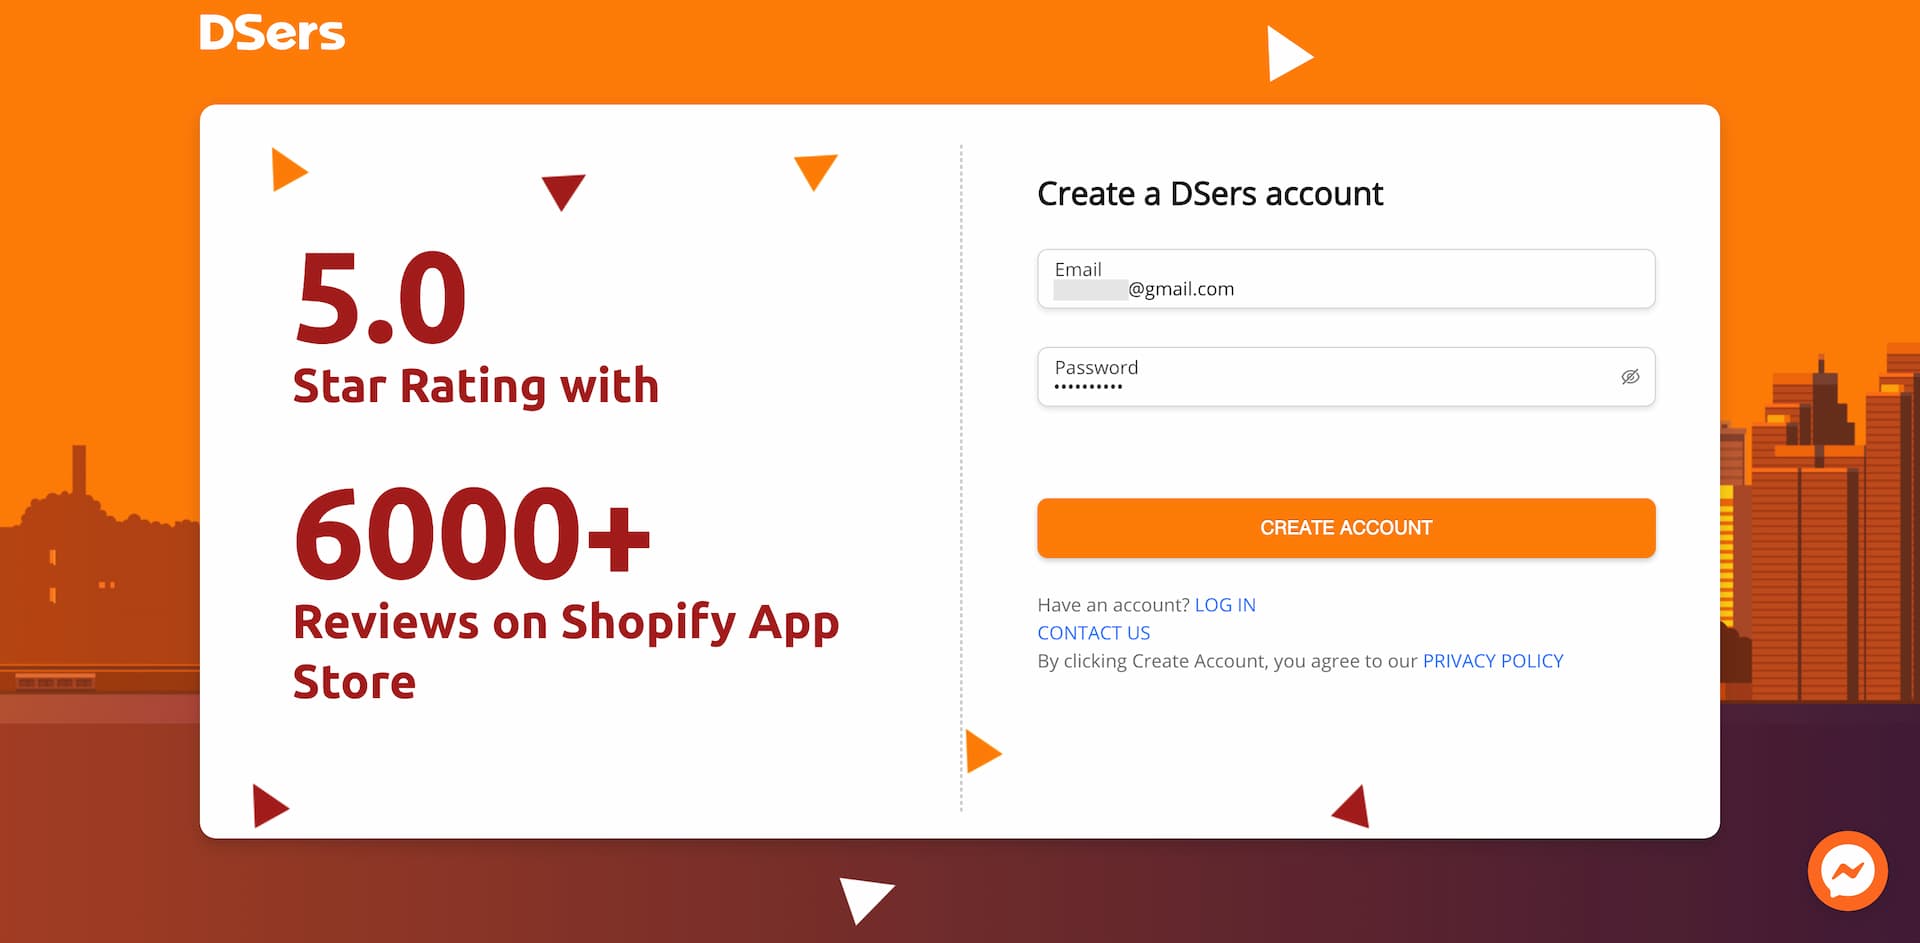 DSers
5.0
Star Rating with
6000+
Reviews on Shopify App
Store
Create a DSers account
Email
@gmail.com
Password
CREATE ACCOUNT
Have an account? LOG IN
CONTACT US
By clicking Create Account, you agree to our PRIVACY POLICY